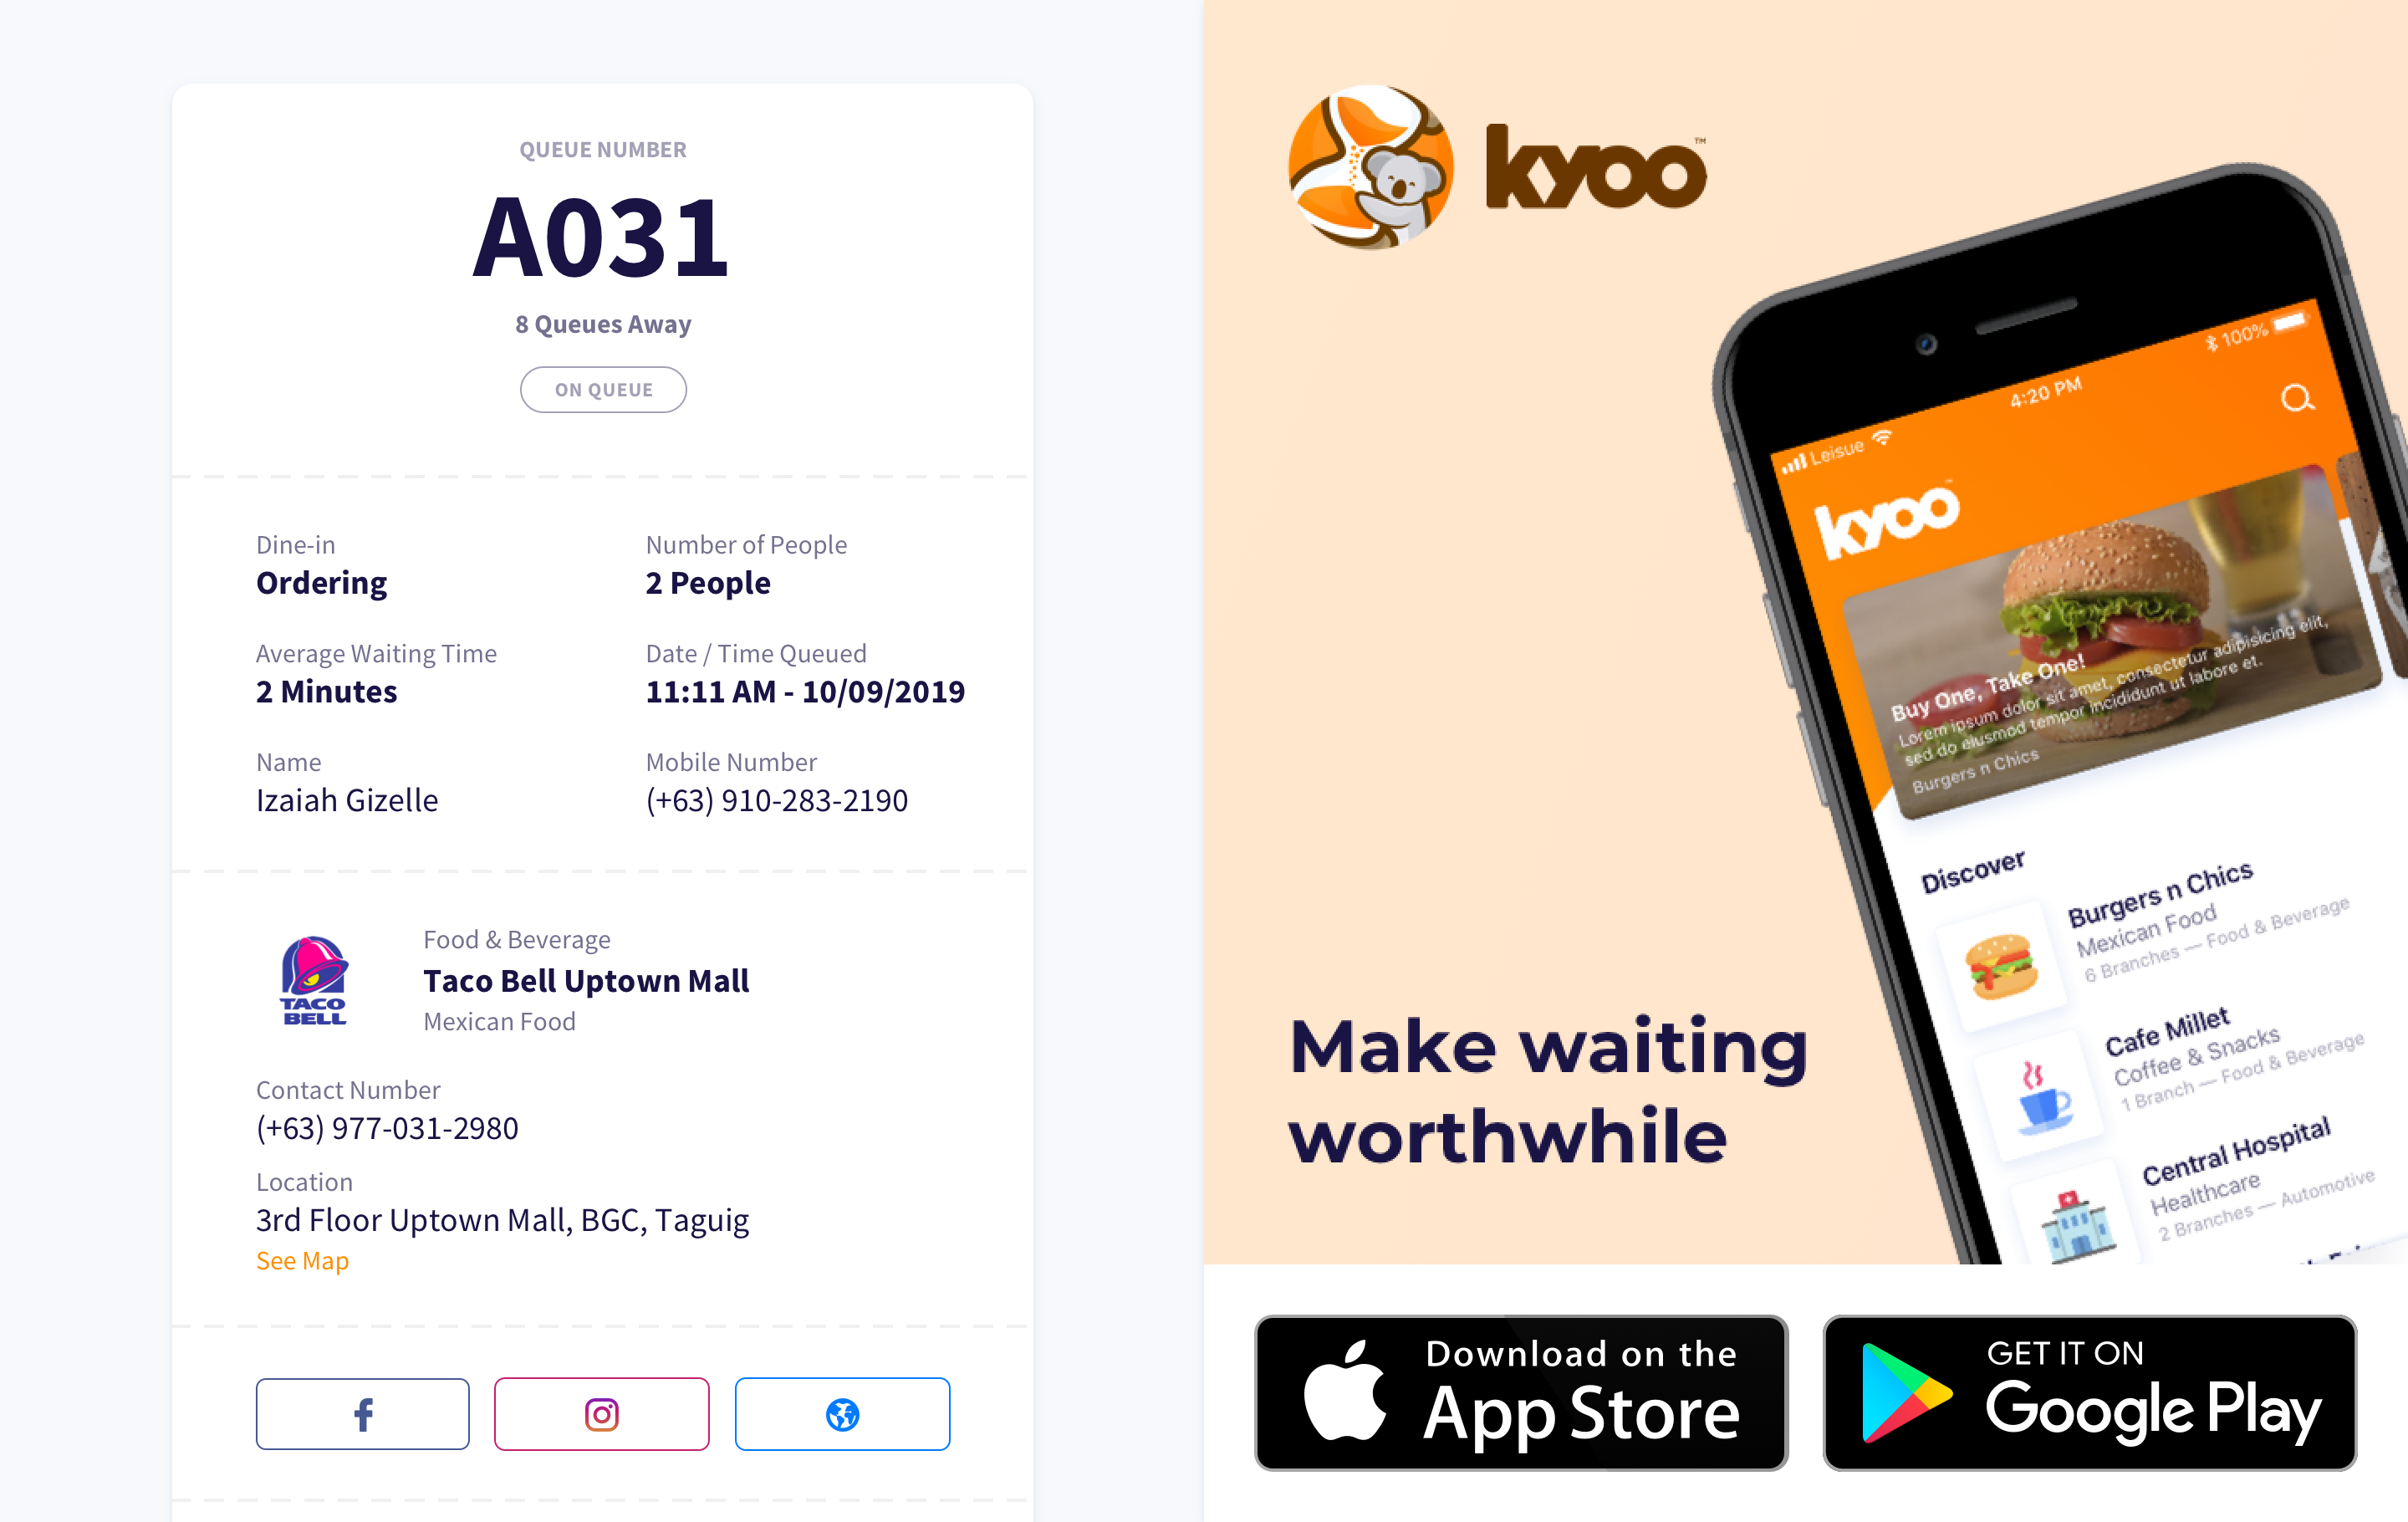 QUEUE NUMBER
A031
8 Queues Away
ON QUEUE
Dine-in
Ordering
Number of People
2 People
Average Waiting Time
2 Minutes
Date / Time Queued
11:11 AM - 10/09/2019
Name
Izaiah Gizelle
Mobile Number
(+63) 910-283-2190
TACO
BELL
Food & Beverage
Taco Bell Uptown Mall
Mexican Food
Contact Number
(+63) 977-031-2980
Location
3rd Floor Uptown Mall, BGC, Taguig
See Map
kyoo™
Leisue
4:20 PM
100%
kyoo
Buy One, Take One!
Lorem ipsum dolor sit amet, consectetur adipisicing elit,
sed do eiusmod tempor incididunt ut labore et.
Burgers n Chics
Discover
Burgers n Chics
Mexican Food
6 Branches — Food & Beverage
Cafe Millet
Coffee & Snacks
1 Branch — Food & Beverage
Central Hospital
Healthcare
2 Branches — Automotive
Make waiting
worthwhile
Download on the
App Store
GET IT ON
Google Play